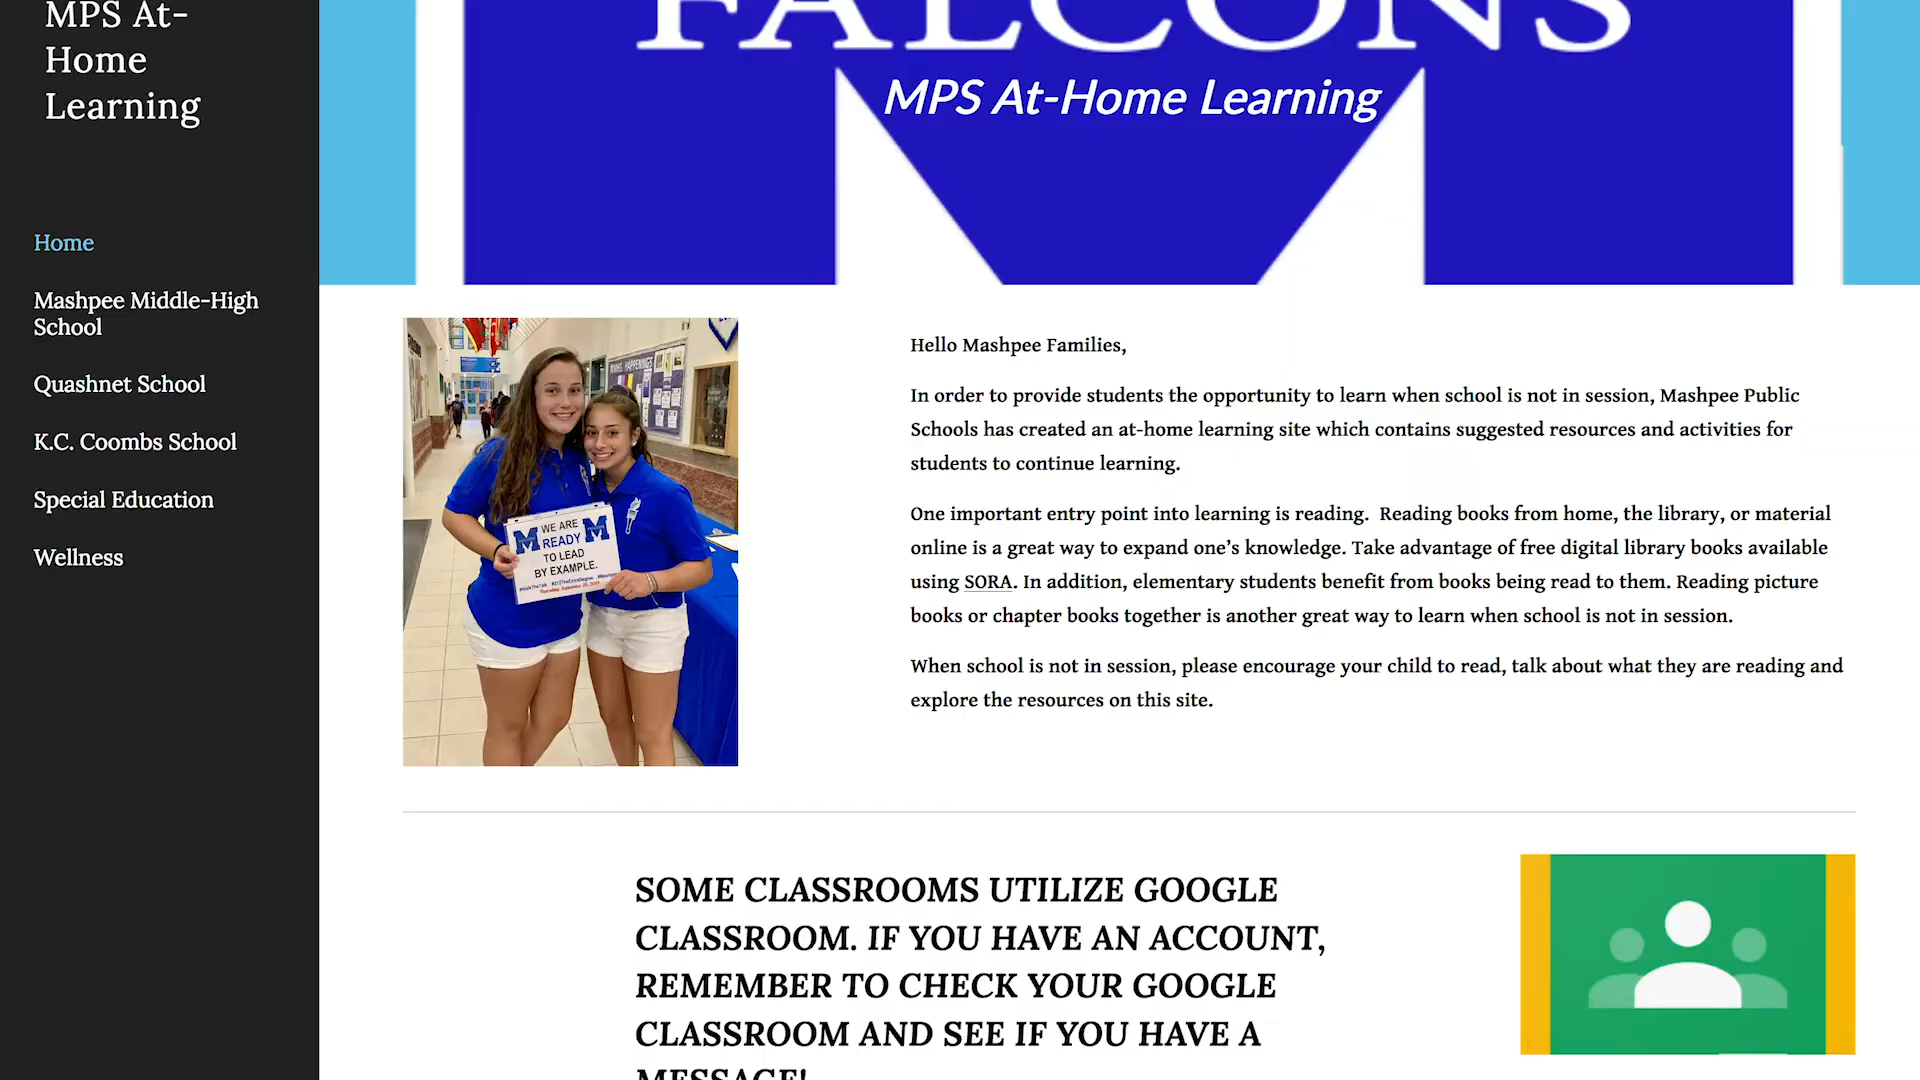 MPS At-
Home
Learning
Home
Mashpee Middle-High
School
Quashnet School
K.C. Coombs School
Special Education
Wellness
FALCONS
MPS At-Home Learning
MHS HAPPENINGS
WE ARE
READY
TO LEAD
BY EXAMPLE.
Hello Mashpee Families,
In order to provide students the opportunity to learn when school is not in session, Mashpee Public
Schools has created an at-home learning site which contains suggested resources and activities for
students to continue learning.
One important entry point into learning is reading.  Reading books from home, the library, or material
online is a great way to expand one’s knowledge. Take advantage of free digital library books available
using SORA. In addition, elementary students benefit from books being read to them. Reading picture
books or chapter books together is another great way to learn when school is not in session.
When school is not in session, please encourage your child to read, talk about what they are reading and
explore the resources on this site.
SOME CLASSROOMS UTILIZE GOOGLE
CLASSROOM. IF YOU HAVE AN ACCOUNT,
REMEMBER TO CHECK YOUR GOOGLE
CLASSROOM AND SEE IF YOU HAVE A
MESSAGE!